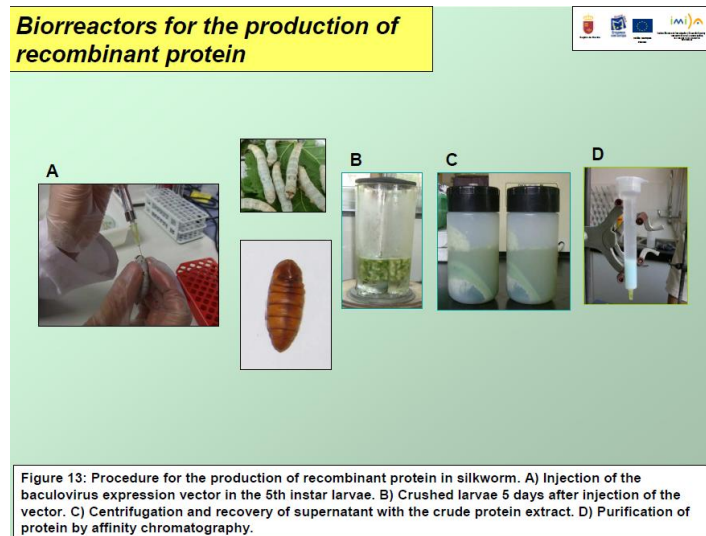 Biorreactors for the production of
recombinant protein
imida
A
B
C
D
Figure 13: Procedure for the production of recombinant protein in silkworm. A) Injection of the
baculovirus expression vector in the 5th instar larvae. B) Crushed larvae 5 days after injection of the
vector. C) Centrifugation and recovery of supernatant with the crude protein extract. D) Purification of
protein by affinity chromatography.